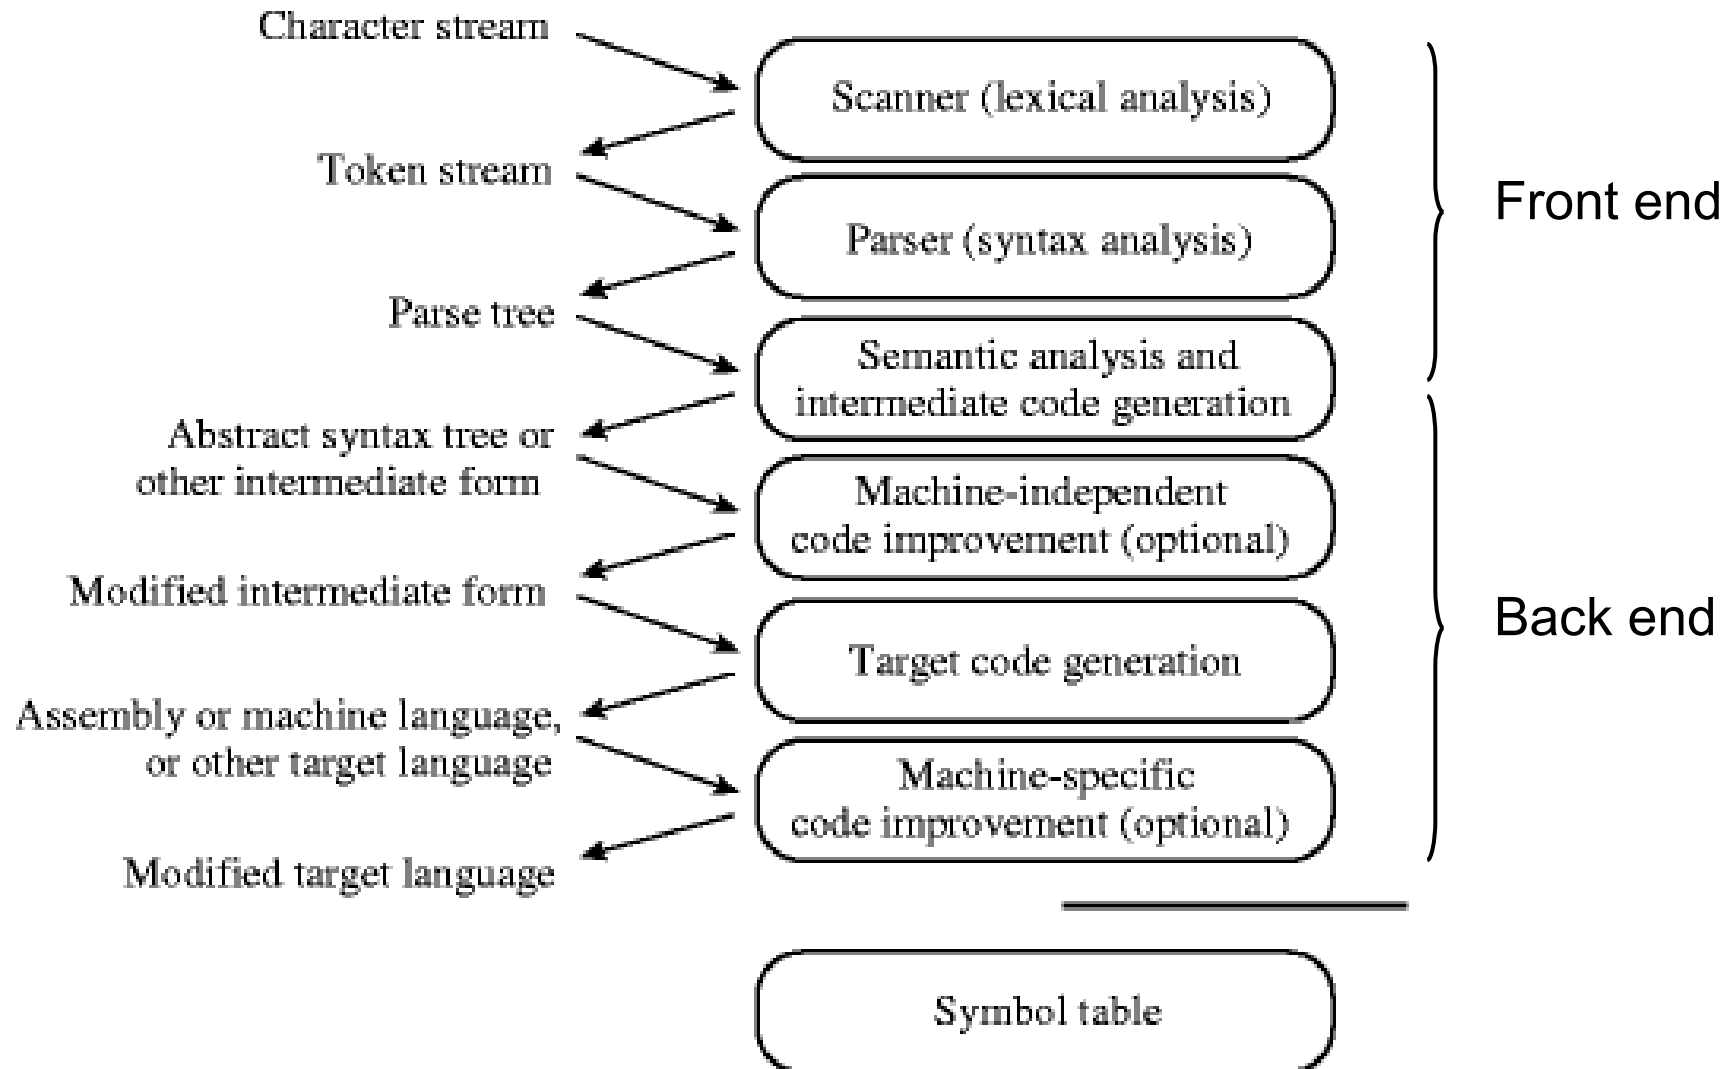 Character stream
Scanner (lexical analysis)
Token stream
Parser (syntax analysis)
Front end
Parse tree
Semantic analysis and
intermediate code generation
Abstract syntax tree or
other intermediate form
Machine-independent
code improvement (optional)
Modified intermediate form
Back end
Target code generation
Assembly or machine language,
or other target language
Machine-specific
code improvement (optional)
Modified target language
Symbol table